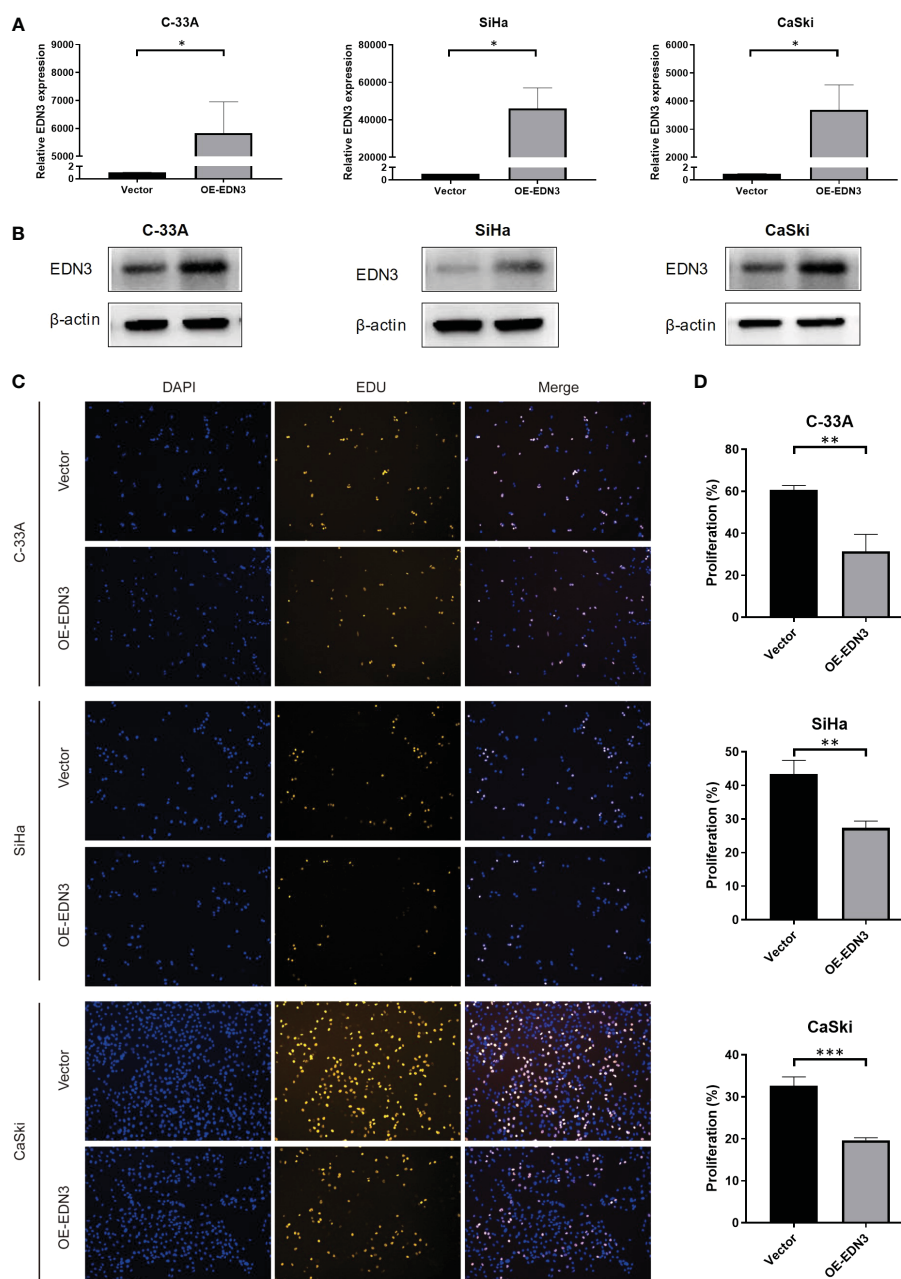 A
C-33A
SiHa
CaSki
Relative EDN3 expression
9000
8000
7000
6000
5000
2
0
*
Vector
OE-EDN3
Relative EDN3 expression
80000
60000
40000
20000
2
0
*
Vector
OE-EDN3
Relative EDN3 expression
6000
5000
4000
3000
2000
2
0
*
Vector
OE-EDN3
B
C-33A
SiHa
CaSki
EDN3
EDN3
EDN3
β-actin
β-actin
β-actin
C
DAPI
EDU
Merge
C-33A
Vector
OE-EDN3
SiHa
Vector
OE-EDN3
CaSki
Vector
OE-EDN3
D
C-33A
Proliferation (%)
80
60
40
20
0
**
Vector
OE-EDN3
SiHa
Proliferation (%)
50
40
30
20
10
0
**
Vector
OE-EDN3
CaSki
Proliferation (%)
40
30
20
10
0
***
Vector
OE-EDN3